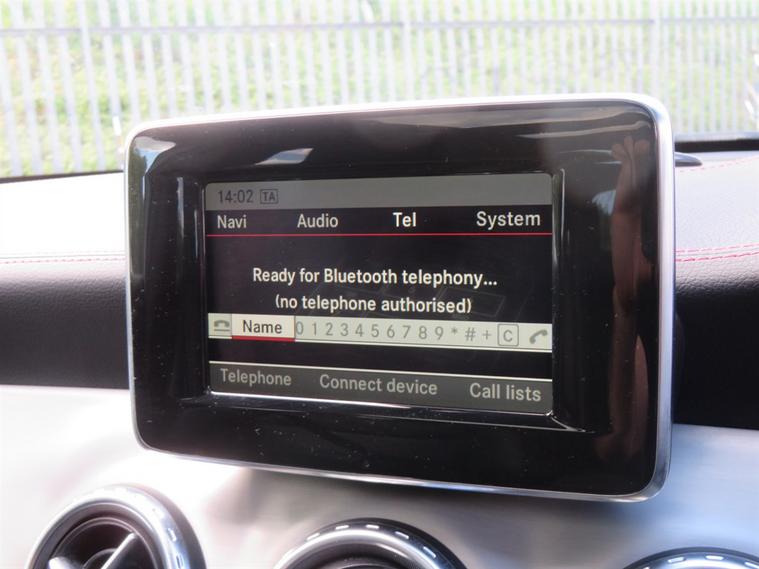 14:02 TA
Navi Audio Tel System
Ready for Bluetooth telephony...
(no telephone authorised)
Name 0 1 2 3 4 5 6 7 8 9 * # + C
Telephone Connect device Call lists